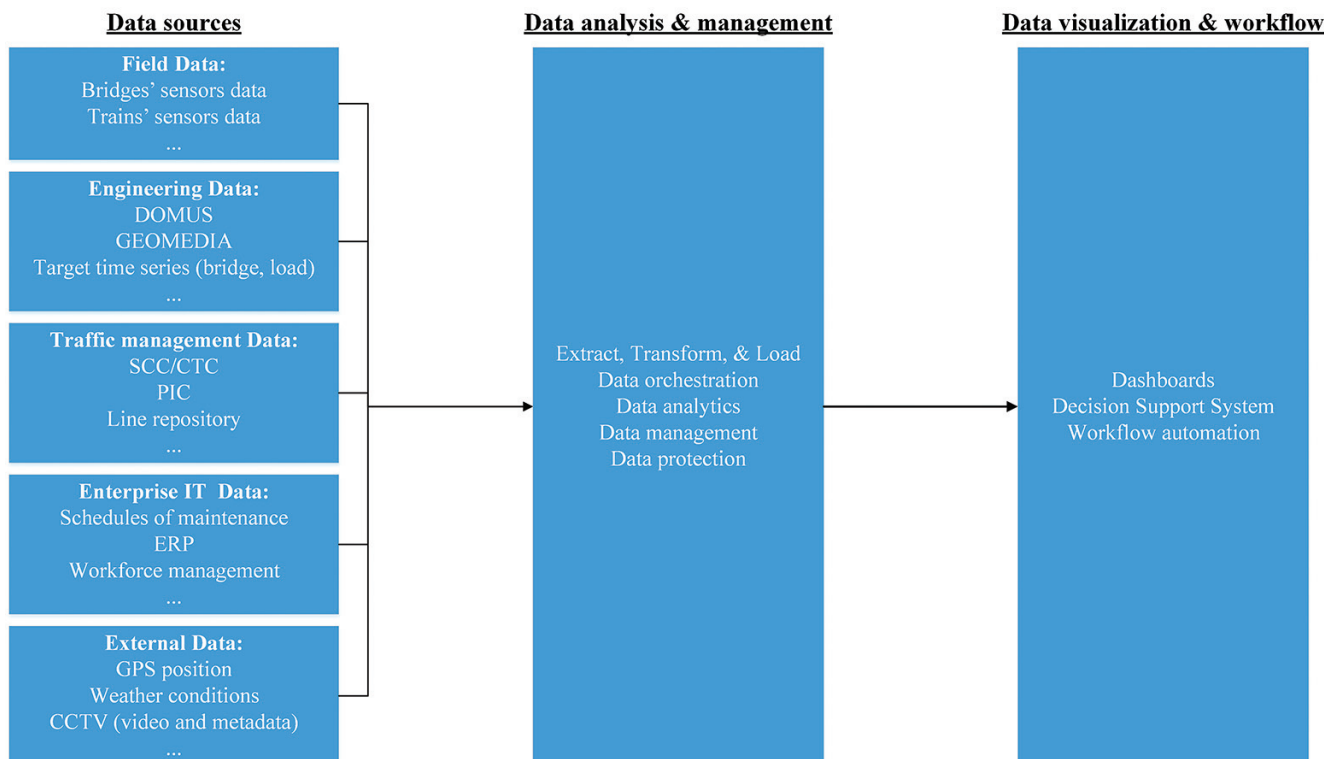 Data sources
Field Data:
Bridges’ sensors data
Trains’ sensors data
...
Engineering Data:
DOMUS
GEOMEDIA
Target time series (bridge, load)
...
Traffic management Data:
SCC/CTC
PIC
Line repository
...
Enterprise IT  Data:
Schedules of maintenance
ERP
Workforce management
...
External Data:
GPS position
Weather conditions
CCTV (video and metadata)
...
Data analysis & management
Extract, Transform, & Load
Data orchestration
Data analytics
Data management
Data protection
Data visualization & workflow
Dashboards
Decision Support System
Workflow automation